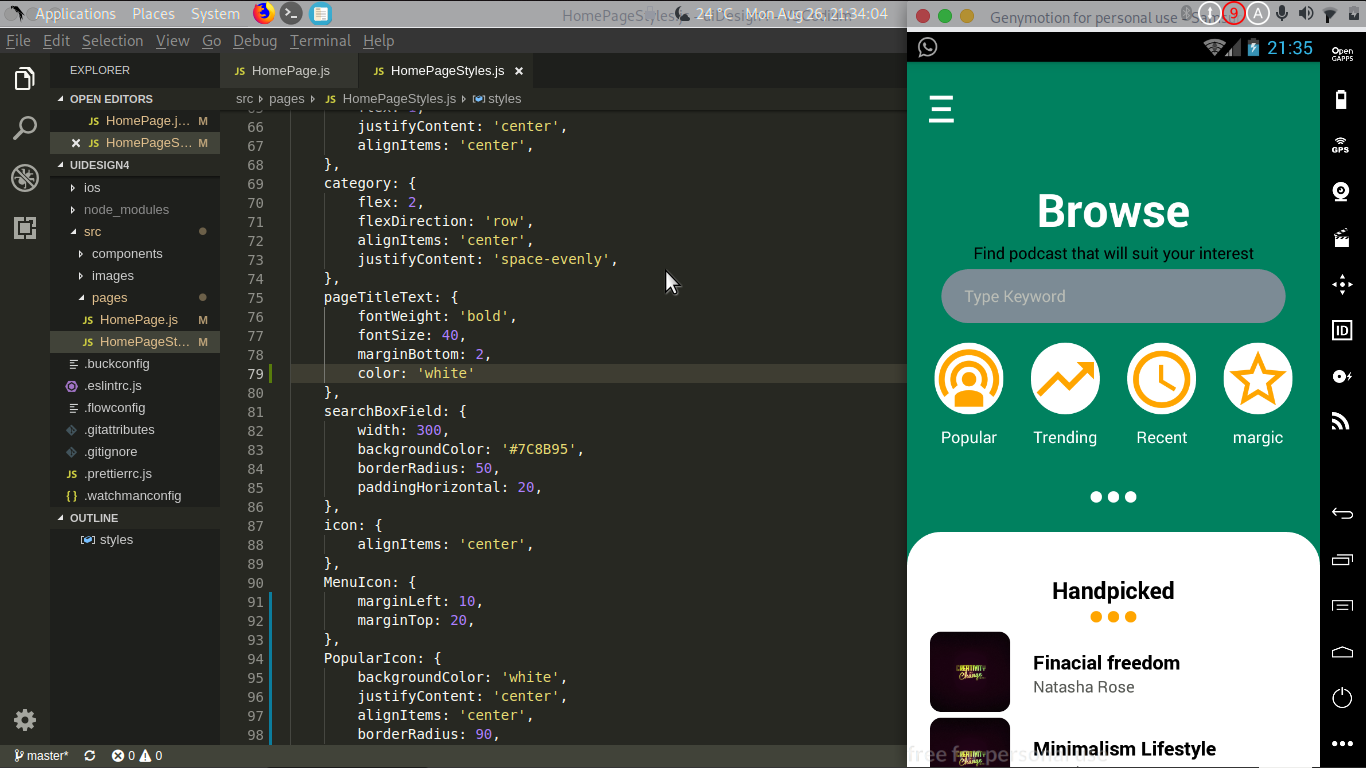 Applications Places System
HomePageStyles
24 °C Mon Aug 26, 21:34:04
Genymotion for personal use
9 A
File Edit Selection View Go Debug Terminal Help
EXPLORER
OPEN EDITORS
JS HomePage.j... M
JS HomePageS... M
UIDESIGN4
ios
node_modules
src
components
images
pages
JS HomePage.js M
JS HomePageSt... M
.buckconfig
.eslintrc.js
.flowconfig
.gitattributes
.gitignore
JS .prettierrc.js
{} .watchmanconfig
OUTLINE
styles
master* 0 0
JS HomePage.js
JS HomePageStyles.js
src pages JS HomePageStyles.js styles
66 justifyContent: 'center',
67 alignItems: 'center',
68 },
69 category: {
70 flex: 2,
71 flexDirection: 'row',
72 alignItems: 'center',
73 justifyContent: 'space-evenly',
74 },
75 pageTitleText: {
76 fontWeight: 'bold',
77 fontSize: 40,
78 marginBottom: 2,
79 color: 'white'
80 },
81 searchBoxField: {
82 width: 300,
83 backgroundColor: '#7C8B95',
84 borderRadius: 50,
85 paddingHorizontal: 20,
86 },
87 icon: {
88 alignItems: 'center',
89 },
90 MenuIcon: {
91 marginLeft: 10,
92 marginTop: 20,
93 },
94 PopularIcon: {
95 backgroundColor: 'white',
96 justifyContent: 'center',
97 alignItems: 'center',
98 borderRadius: 90,
21:35
Browse
Find podcast that will suit your interest
Type Keyword
Popular Trending Recent margic
Handpicked
CREATIVITY
Change
Finacial freedom
Natasha Rose
Minimalism Lifestyle
free for personal use
Open
GAPPS
GPS
ID